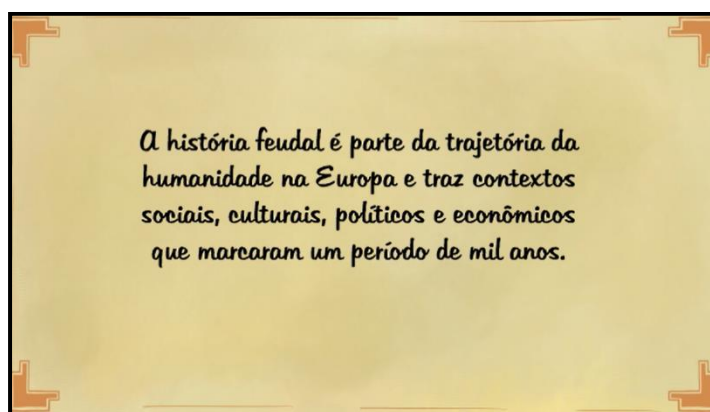 A história feudal é parte da trajetória da
humanidade na Europa e traz contextos
sociais, culturais, políticos e econômicos
que marcaram um período de mil anos.